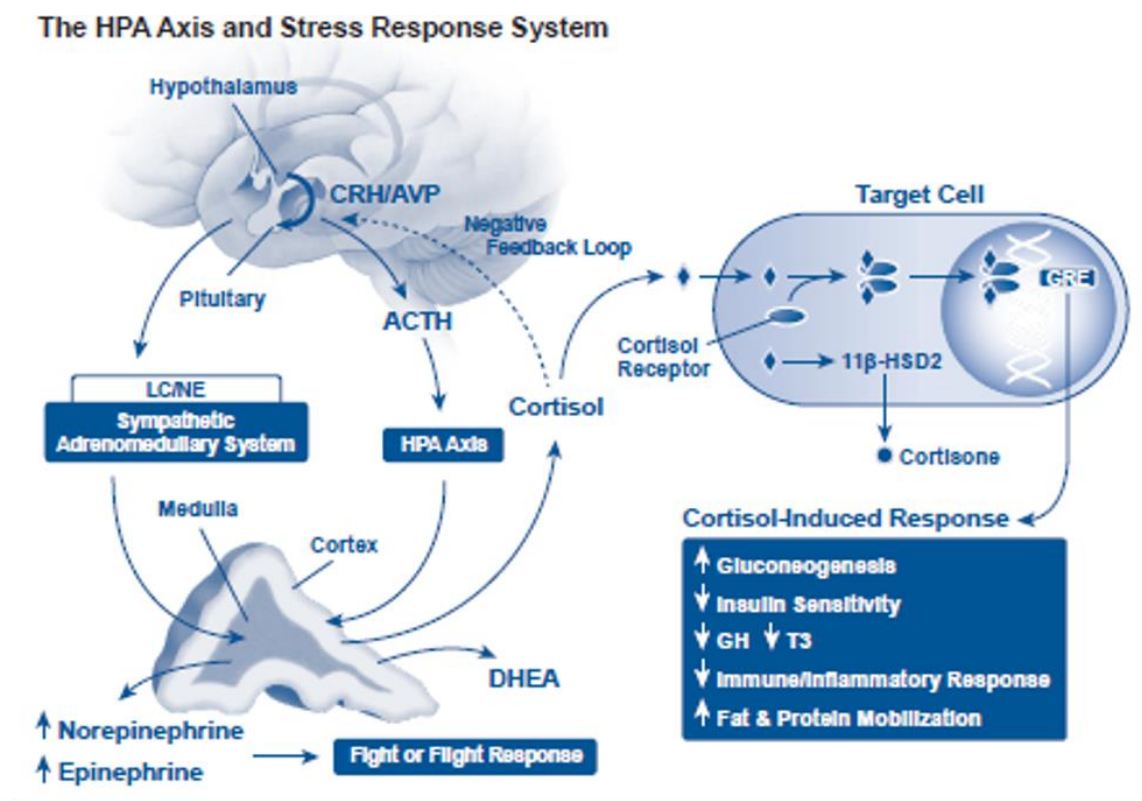 The HPA Axis and Stress Response System
Hypothalamus
CRH/AVP
Negative
Feedback Loop
Pituitary
ACTH
LC/NE
Sympathetic
Adrenomedullary System
HPA Axis
Cortisol
Medulla
Cortex
DHEA
↑ Norepinephrine
↑ Epinephrine
Fight or Flight Response
Target Cell
GRE
Cortisol
Receptor
11β-HSD2
Cortisone
Cortisol-Induced Response
↑ Gluconeogenesis
↓ Insulin Sensitivity
↓ GH ↓ T3
↓ Immune/Inflammatory Response
↑ Fat & Protein Mobilization